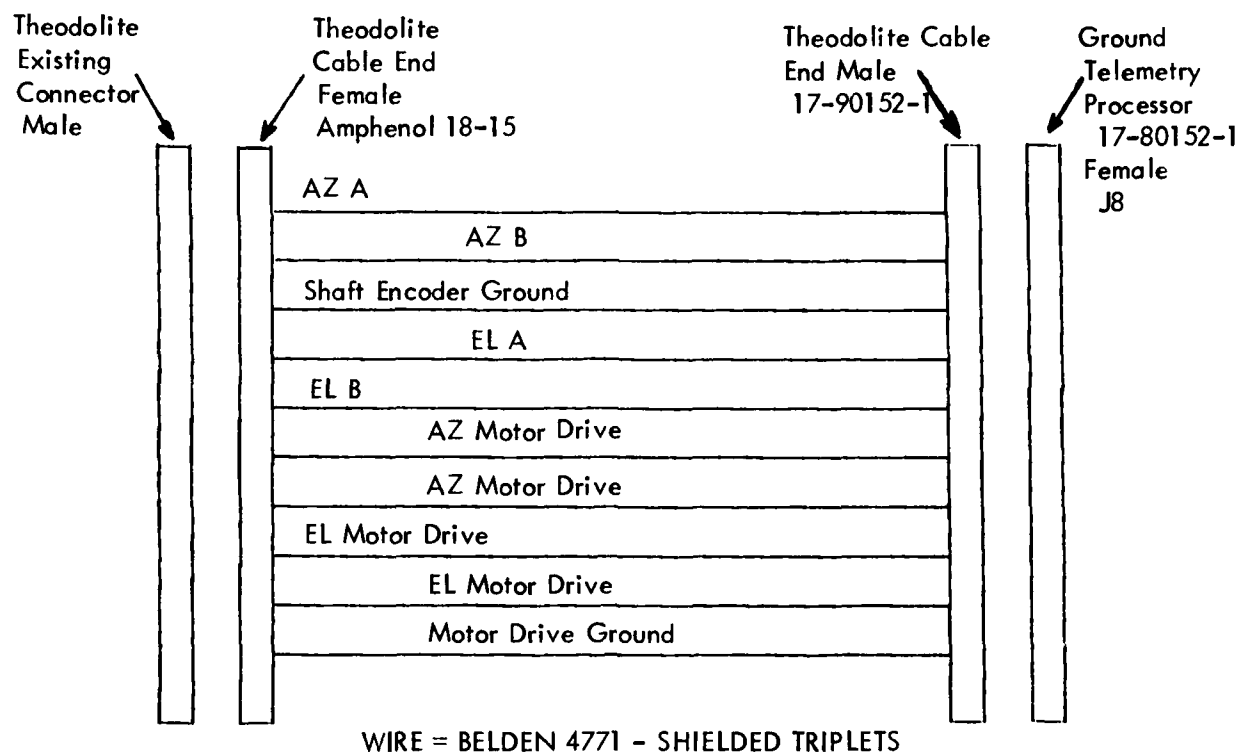 Theodolite
Existing
Connector
Male
Theodolite
Cable End
Female
Amphenol 18-15
Theodolite Cable
End Male
17-90152-1
Ground
Telemetry
Processor
17-80152-1
Female
J8
AZ A
AZ B
Shaft Encoder Ground
EL A
EL B
AZ Motor Drive
AZ Motor Drive
EL Motor Drive
EL Motor Drive
Motor Drive Ground
WIRE = BELDEN 4771 - SHIELDED TRIPLETS